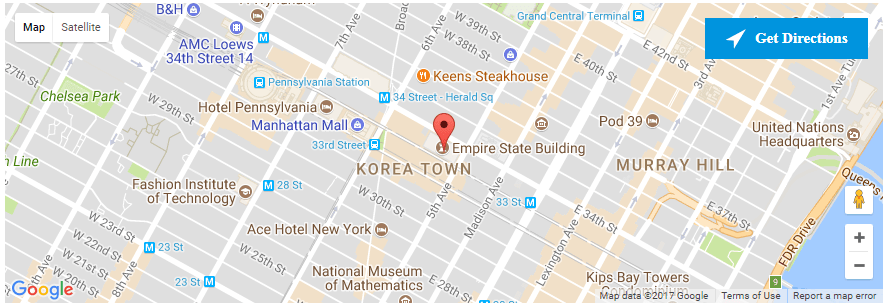 Map
Satellite
B&H
Pennsylvania
Broad
7th Ave
6th Ave
Grand Central Terminal
Get Directions
AMC Loews
34th Street 14
W 39th St
W 38th St
E 42nd St
3rd Ave
1st Ave Tu
E 40th St
Keens Steakhouse
Pennsylvania Station
Chelsea Park
W 29th St
Hotel Pennsylvania
34 Street - Herald Sq
Manhattan Mall
33rd Street
Empire State
Building
Pod 39
United Nations
Headquarters
KOREA TOWN
MURRAY HILL
Queens
Line
Fashion Institute
of Technology
28 St
W 30th St
5th Ave
Madison Ave
33 St
E 34th St
E 37th St
FDR Drive
W 23rd St
W 22nd St
W 21st St
W 20th St
8th Ave
23 St
23 St
Ace Hotel New York
National Museum
of Mathematics
Lexington Ave
Kips Bay Towers
Condominium
9
Google
Map data ©2017 Google
Terms of Use
Report a map error